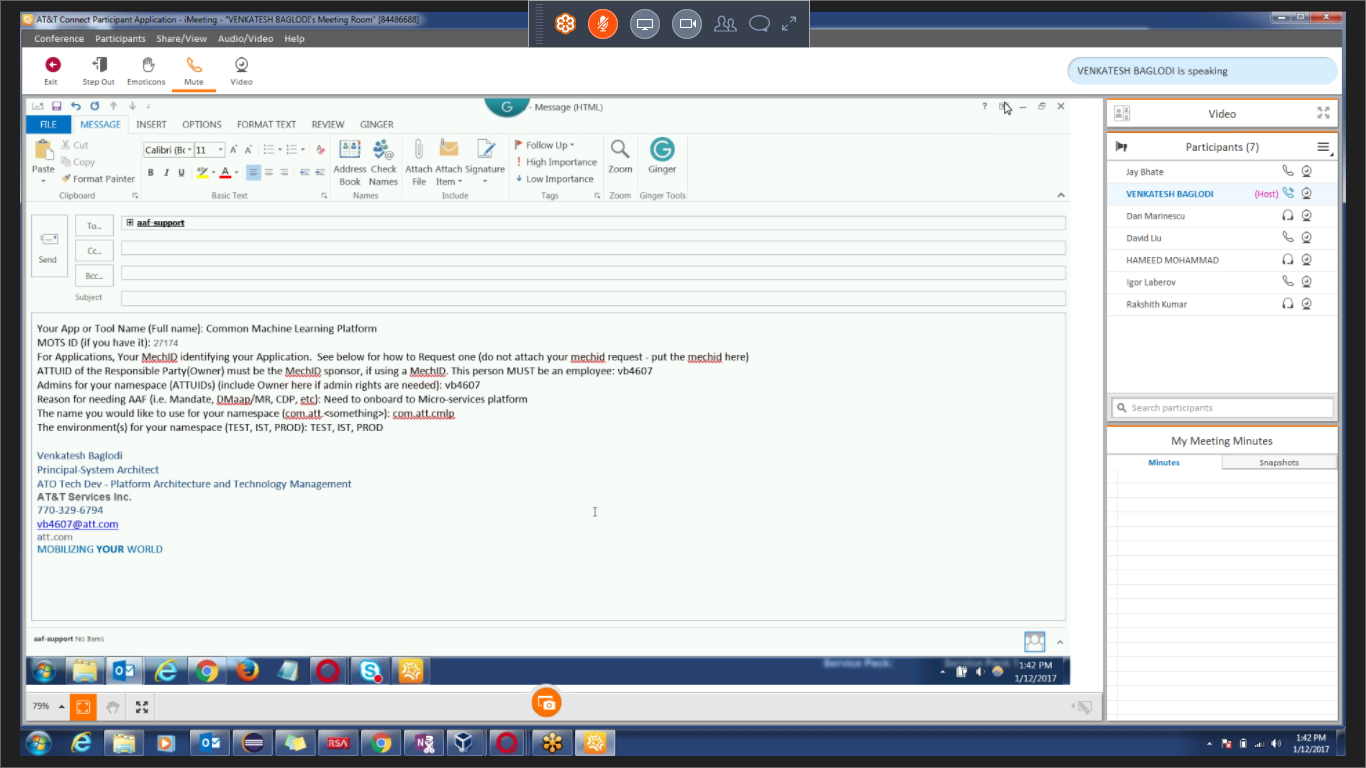 AT&T Connect Participant Application - iMeeting - "VENKATESH BAGLODI's Meeting Room" [84486688]
Conference Participants Share/View Audio/Video Help
Exit Step Out Emoticons Mute Video
VENKATESH BAGLODI is speaking
G - Message (HTML)
FILE MESSAGE INSERT OPTIONS FORMAT TEXT REVIEW GINGER
Paste
Cut
Copy
Format Painter
Clipboard
Calibri (Bc 11
B I U
Basic Text
Address Book
Check Names
Names
Attach File
Attach Item
Signature
Include
Follow Up
High Importance
Low Importance
Tags
Zoom
Zoom
Ginger
Ginger Tools
Send
To... aaf-support
Cc...
Bcc...
Subject
Your App or Tool Name (Full name): Common Machine Learning Platform
MOTS ID (if you have it): 27174
For Applications, Your MechID identifying your Application. See below for how to Request one (do not attach your mechid request - put the mechid here)
ATTUID of the Responsible Party(Owner) must be the MechID sponsor, if using a MechID. This person MUST be an employee: vb4607
Admins for your namespace (ATTUIDs) (include Owner here if admin rights are needed): vb4607
Reason for needing AAF (i.e. Mandate, DMaap/MR, CDP, etc): Need to onboard to Micro-services platform
The name you would like to use for your namespace (com.att.<something>): com.att.cmlp
The environment(s) for your namespace (TEST, IST, PROD): TEST, IST, PROD
Venkatesh Baglodi
Principal-System Architect
ATO Tech Dev - Platform Architecture and Technology Management
AT&T Services Inc.
770-329-6794
vb4607@att.com
att.com
MOBILIZING YOUR WORLD
aaf-support No Items
Service Pack:
1:42 PM
1/12/2017
79%
Video
Participants (7)
Jay Bhate
VENKATESH BAGLODI (Host)
Dan Marinescu
David Liu
HAMEED MOHAMMAD
Igor Laberov
Rakshith Kumar
Search participants
My Meeting Minutes
Minutes Snapshots
RSA
1:42 PM
1/12/2017